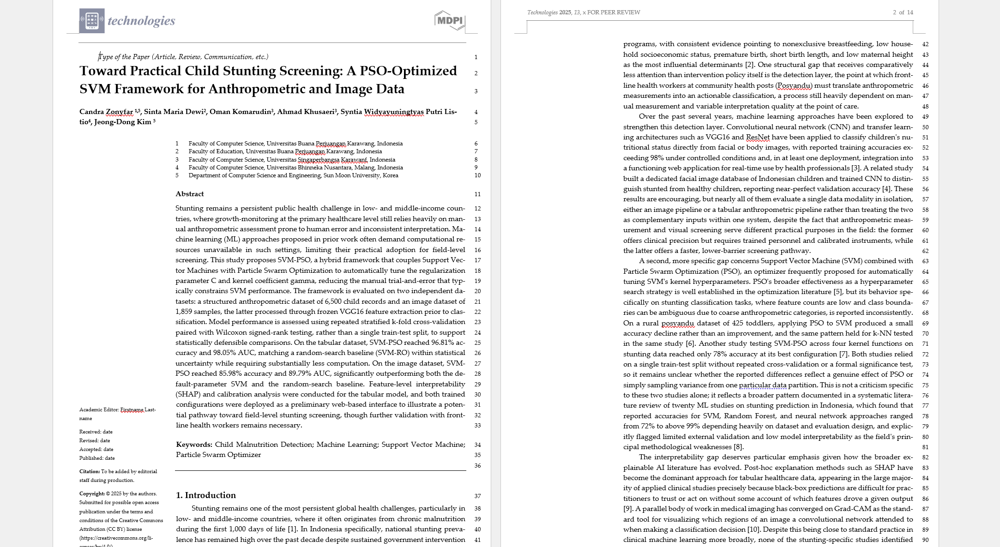 technologies
MDPI
Type of the Paper (Article, Review, Communication, etc.) 1
Toward Practical Child Stunting Screening: A PSO-Optimized 2
SVM Framework for Anthropometric and Image Data 3
Candra Zonyfar 1,5, Sinta Maria Dewi2, Oman Komarudin3, Ahmad Khusaeri3, Syntia Widyayuningtyas Putri Lis- 4
tio4, Jeong-Dong Kim 5 5
1 Faculty of Computer Science, Universitas Buana Perjuangan Karawang, Indonesia 6
2 Faculty of Education, Universitas Buana Perjuangan Karawang, Indonesia 7
3 Faculty of Computer Science, Universitas Singaperbangsa Karawanf, Indonesia 8
4 Faculty of Computer Science, Universitas Bhinneka Nusantara, Malang, Indonesia 9
5 Department of Computer Science and Engineering, Sun Moon University, Korea 10
Abstract 11
Stunting remains a persistent public health challenge in low- and middle-income coun- 12
tries, where growth-monitoring at the primary healthcare level still relies heavily on man- 13
ual anthropometric assessment prone to human error and inconsistent interpretation. Ma- 14
chine learning (ML) approaches proposed in prior work often demand computational re- 15
sources unavailable in such settings, limiting their practical adoption for field-level 16
screening. This study proposes SVM-PSO, a hybrid framework that couples Support Vec- 17
tor Machines with Particle Swarm Optimization to automatically tune the regularization 18
parameter C and kernel coefficient gamma, reducing the manual trial-and-error that typ- 19
ically constrains SVM performance. The framework is evaluated on two independent da- 20
tasets: a structured anthropometric dataset of 6,500 child records and an image dataset of 21
1,859 samples, the latter processed through frozen VGG16 feature extraction prior to clas- 22
sification. Model performance is assessed using repeated stratified k-fold cross-validation 23
paired with Wilcoxon signed-rank testing, rather than a single train-test split, to support 24
statistically defensible comparisons. On the tabular dataset, SVM-PSO reached 96.81% ac- 25
curacy and 98.05% AUC, matching a random-search baseline (SVM-RO) within statistical 26
uncertainty while requiring substantially less computation. On the image dataset, SVM- 27
PSO reached 85.98% accuracy and 89.79% AUC, significantly outperforming both the de- 28
fault-parameter SVM and the random-search baseline. Feature-level interpretability 29
(SHAP) and calibration analysis were conducted for the tabular model, and both trained 30
configurations were deployed as a preliminary web-based interface to illustrate a poten- 31
tial pathway toward field-level stunting screening, though further validation with front- 32
line health workers remains necessary. 33
Keywords: Child Malnutrition Detection; Machine Learning; Support Vector Machine; 34
Particle Swarm Optimizer 35
36
Academic Editor: Firstname Last-
name
Received: date
Revised: date
Accepted: date
Published: date
Citation: To be added by editorial
staff during production.
Copyright: © 2025 by the authors.
Submitted for possible open access
publication under the terms and
conditions of the Creative Commons
Attribution (CC BY) license
(https://creativecommons.org/li-
censes/by/4.0/)
1. Introduction 37
Stunting remains one of the most persistent global health challenges, particularly in 38
low- and middle-income countries, where it often originates from chronic malnutrition 39
during the first 1,000 days of life [1]. In Indonesia specifically, national stunting preva- 40
lence has remained high over the past decade despite sustained government intervention 41
Technologies 2025, 13, x FOR PEER REVIEW 2 of 14
programs, with consistent evidence pointing to nonexclusive breastfeeding, low house- 42
hold socioeconomic status, premature birth, short birth length, and low maternal height 43
as the most influential determinants [2]. One structural gap that receives comparatively 44
less attention than intervention policy itself is the detection layer, the point at which front- 45
line health workers at community health posts (Posyandu) must translate anthropometric 46
measurements into an actionable classification, a process still heavily dependent on man- 47
ual measurement and variable interpretation quality at the point of care. 48
Over the past several years, machine learning approaches have been explored to 49
strengthen this detection layer. Convolutional neural network (CNN) and transfer learn- 50
ing architectures such as VGG16 and ResNet have been applied to classify children's nu- 51
tritional status directly from facial or body images, with reported training accuracies ex- 52
ceeding 98% under controlled conditions and, in at least one deployment, integration into 53
a functioning web application for real-time use by health professionals [3]. A related study 54
built a dedicated facial image database of Indonesian children and trained CNN to distin- 55
guish stunted from healthy children, reporting near-perfect validation accuracy [4]. These 56
results are encouraging, but nearly all of them evaluate a single data modality in isolation, 57
either an image pipeline or a tabular anthropometric pipeline rather than treating the two 58
as complementary inputs within one system, despite the fact that anthropometric meas- 59
urement and visual screening serve different practical purposes in the field: the former 60
offers clinical precision but requires trained personnel and calibrated instruments, while 61
the latter offers a faster, lower-barrier screening pathway. 62
A second, more specific gap concerns Support Vector Machine (SVM) combined with 63
Particle Swarm Optimization (PSO), an optimizer frequently proposed for automatically 64
tuning SVM's kernel hyperparameters. PSO's broader effectiveness as a hyperparameter 65
search strategy is well established in the optimization literature [5], but its behavior spe- 66
cifically on stunting classification tasks, where feature counts are low and class bounda- 67
ries can be ambiguous due to coarse anthropometric categories, is reported inconsistently. 68
On a rural posyandu dataset of 425 toddlers, applying PSO to SVM produced a small 69
accuracy decline rather than an improvement, and the same pattern held for k-NN tested 70
in the same study [6]. Another study testing SVM-PSO across four kernel functions on 71
stunting data reached only 78% accuracy at its best configuration [7]. Both studies relied 72
on a single train-test split without repeated cross-validation or a formal significance test, 73
so it remains unclear whether the reported differences reflect a genuine effect of PSO or 74
simply sampling variance from one particular data partition. This is not a criticism specific 75
to these two studies alone; it reflects a broader pattern documented in a systematic litera- 76
ture review of twenty ML studies on stunting prediction in Indonesia, which found that 77
reported accuracies for SVM, Random Forest, and neural network approaches ranged 78
from 72% to above 99% depending heavily on dataset and evaluation design, and explic- 79
itly flagged limited external validation and low model interpretability as the field's prin- 80
cipal methodological weaknesses [8]. 81
The interpretability gap deserves particular emphasis given how the broader ex- 82
plainable AI literature has evolved. Post-hoc explanation methods such as SHAP have 83
become the dominant approach for tabular healthcare data, appearing in the large major- 84
ity of applied clinical studies precisely because black-box predictions are difficult for prac- 85
titioners to trust or act on without some account of which features drove a given output 86
[9]. A parallel body of work in medical imaging has converged on Grad-CAM as the stand- 87
ard tool for visualizing which regions of an image a convolutional network attended to 88
when making a classification decision [10]. Despite this being close to standard practice in 89
clinical machine learning more broadly, none of the stunting-specific studies identified 90